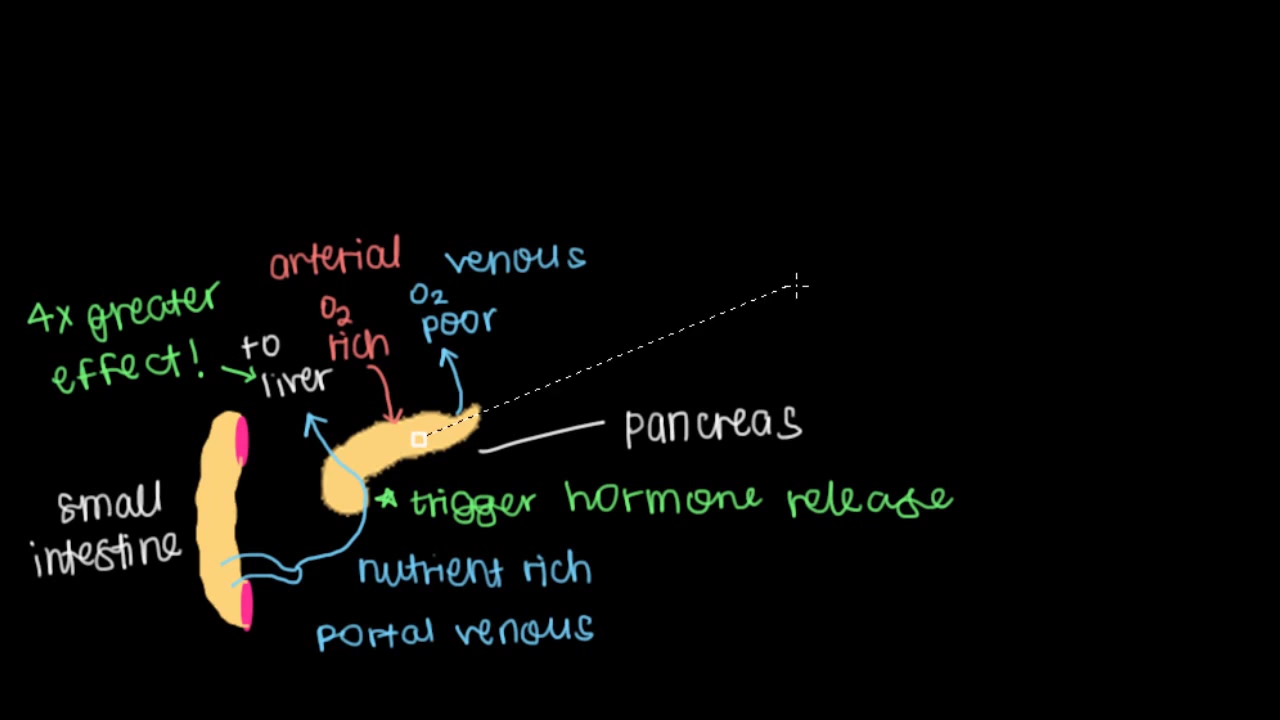 arterial
venous
O2
rich
O2
poor
4x greater
effect!
to
liver
pancreas
* trigger hormone release
small
intestine
nutrient rich
portal venous